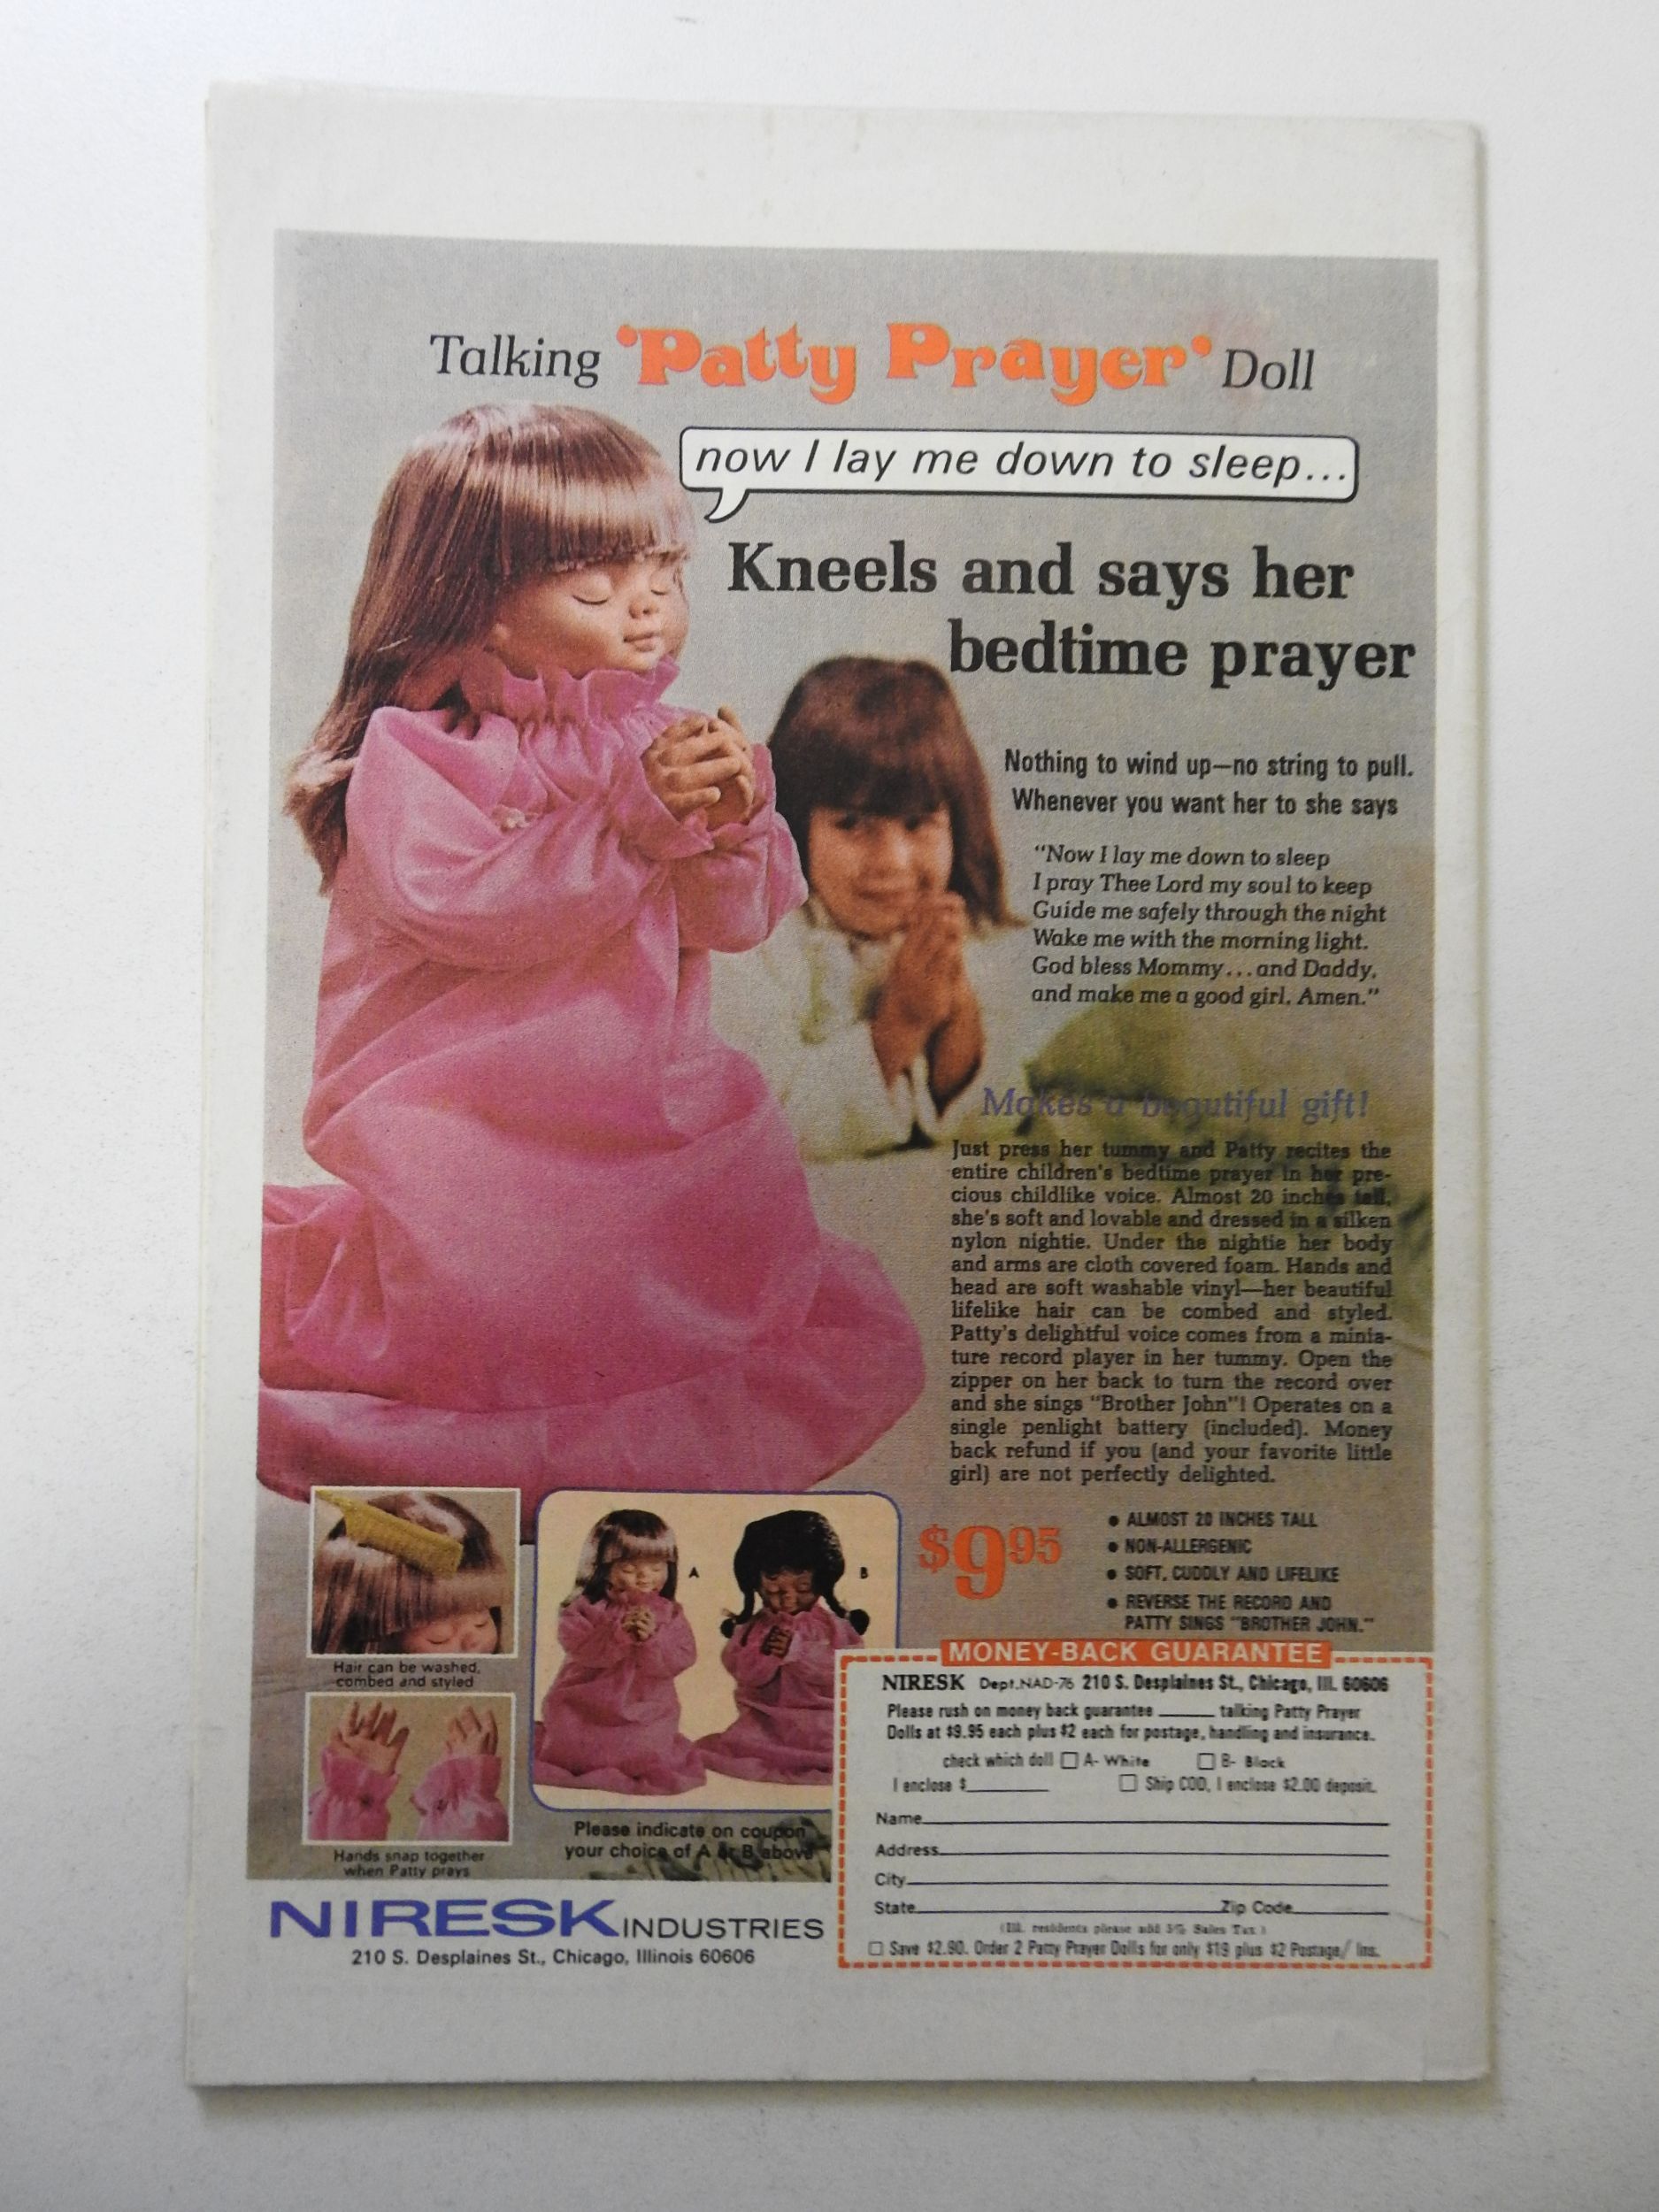 Talking 'Patty Prayer' Doll
now I lay me down to sleep...
Kneels and says her
bedtime prayer
Nothing to wind up—no string to pull.
Whenever you want her to she says
"Now I lay me down to sleep
I pray Thee Lord my soul to keep
Guide me safely through the night
Wake me with the morning light.
God bless Mommy...and Daddy,
and make me a good girl, Amen."
Makes a beautiful gift!
Just press her tummy and Patty recites the
entire children's bedtime prayer in her pre-
cious childlike voice. Almost 20 inches tall,
she's soft and lovable and dressed in a silken
nylon nightie. Under the nightie her body
and arms are cloth covered foam. Hands and
head are soft washable vinyl—her beautiful
lifelike hair can be combed and styled.
Patty's delightful voice comes from a minia-
ture record player in her tummy. Open the
zipper on her back to turn the record over
and she sings "Brother John"! Operates on a
single penlight battery (included). Money
back refund if you (and your favorite little
girl) are not perfectly delighted.
$9.95
● ALMOST 20 INCHES TALL
● NON-ALLERGENIC
● SOFT, CUDDLY AND LIFELIKE
● REVERSE THE RECORD AND
PATTY SINGS "BROTHER JOHN."
A
B
Hair can be washed,
combed and styled
Hands snap together
when Patty prays
Please indicate on coupon
your choice of A or B above
NIRESK INDUSTRIES
210 S. Desplaines St., Chicago, Illinois 60606
MONEY-BACK GUARANTEE
NIRESK Dept. NAD-76 210 S. Desplaines St., Chicago, Ill. 60606
Please rush on money back guarantee ______ talking Patty Prayer
Dolls at $9.95 each plus $2 each for postage, handling and insurance.
check which doll ☐ A- White ☐ B- Black
I enclose $________ ☐ Ship COD, I enclose $2.00 deposit.
Name
Address
City
State Zip Code
(Ill. residents please add 5% Sales Tax)
☐ Save $2.90. Order 2 Patty Prayer Dolls for only $19 plus $2 Postage/ Ins.